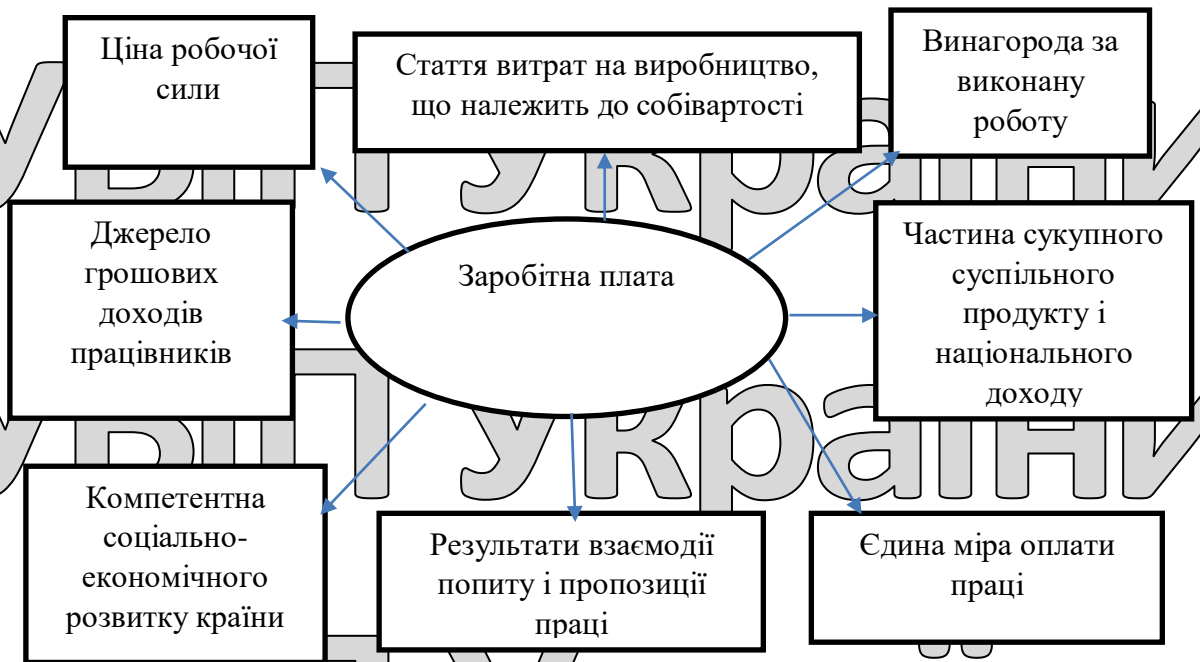 Ціна робочої
сили
Стаття витрат на виробництво,
що належить до собівартості
Винагорода за
виконану
роботу
Джерело
грошових
доходів
працівників
Заробітна плата
Частина сукупного
суспільного
продукту і
національного
доходу
Компетентна
соціально-
економічного
розвитку країни
Результати взаємодії
попиту і пропозиції
праці
Єдина міра оплати
праці
України
України